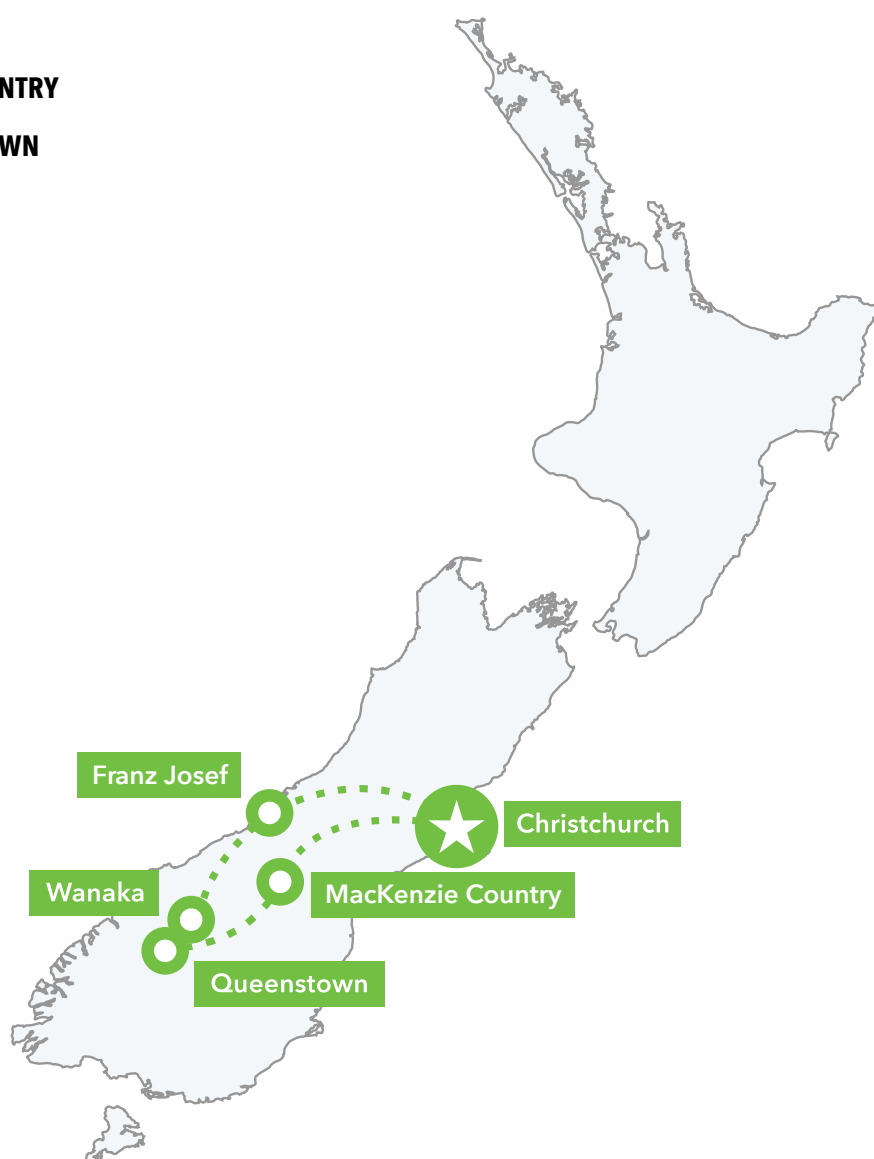 NTRY
WN
Franz Josef
Christchurch
Wanaka
MacKenzie Country
Queenstown